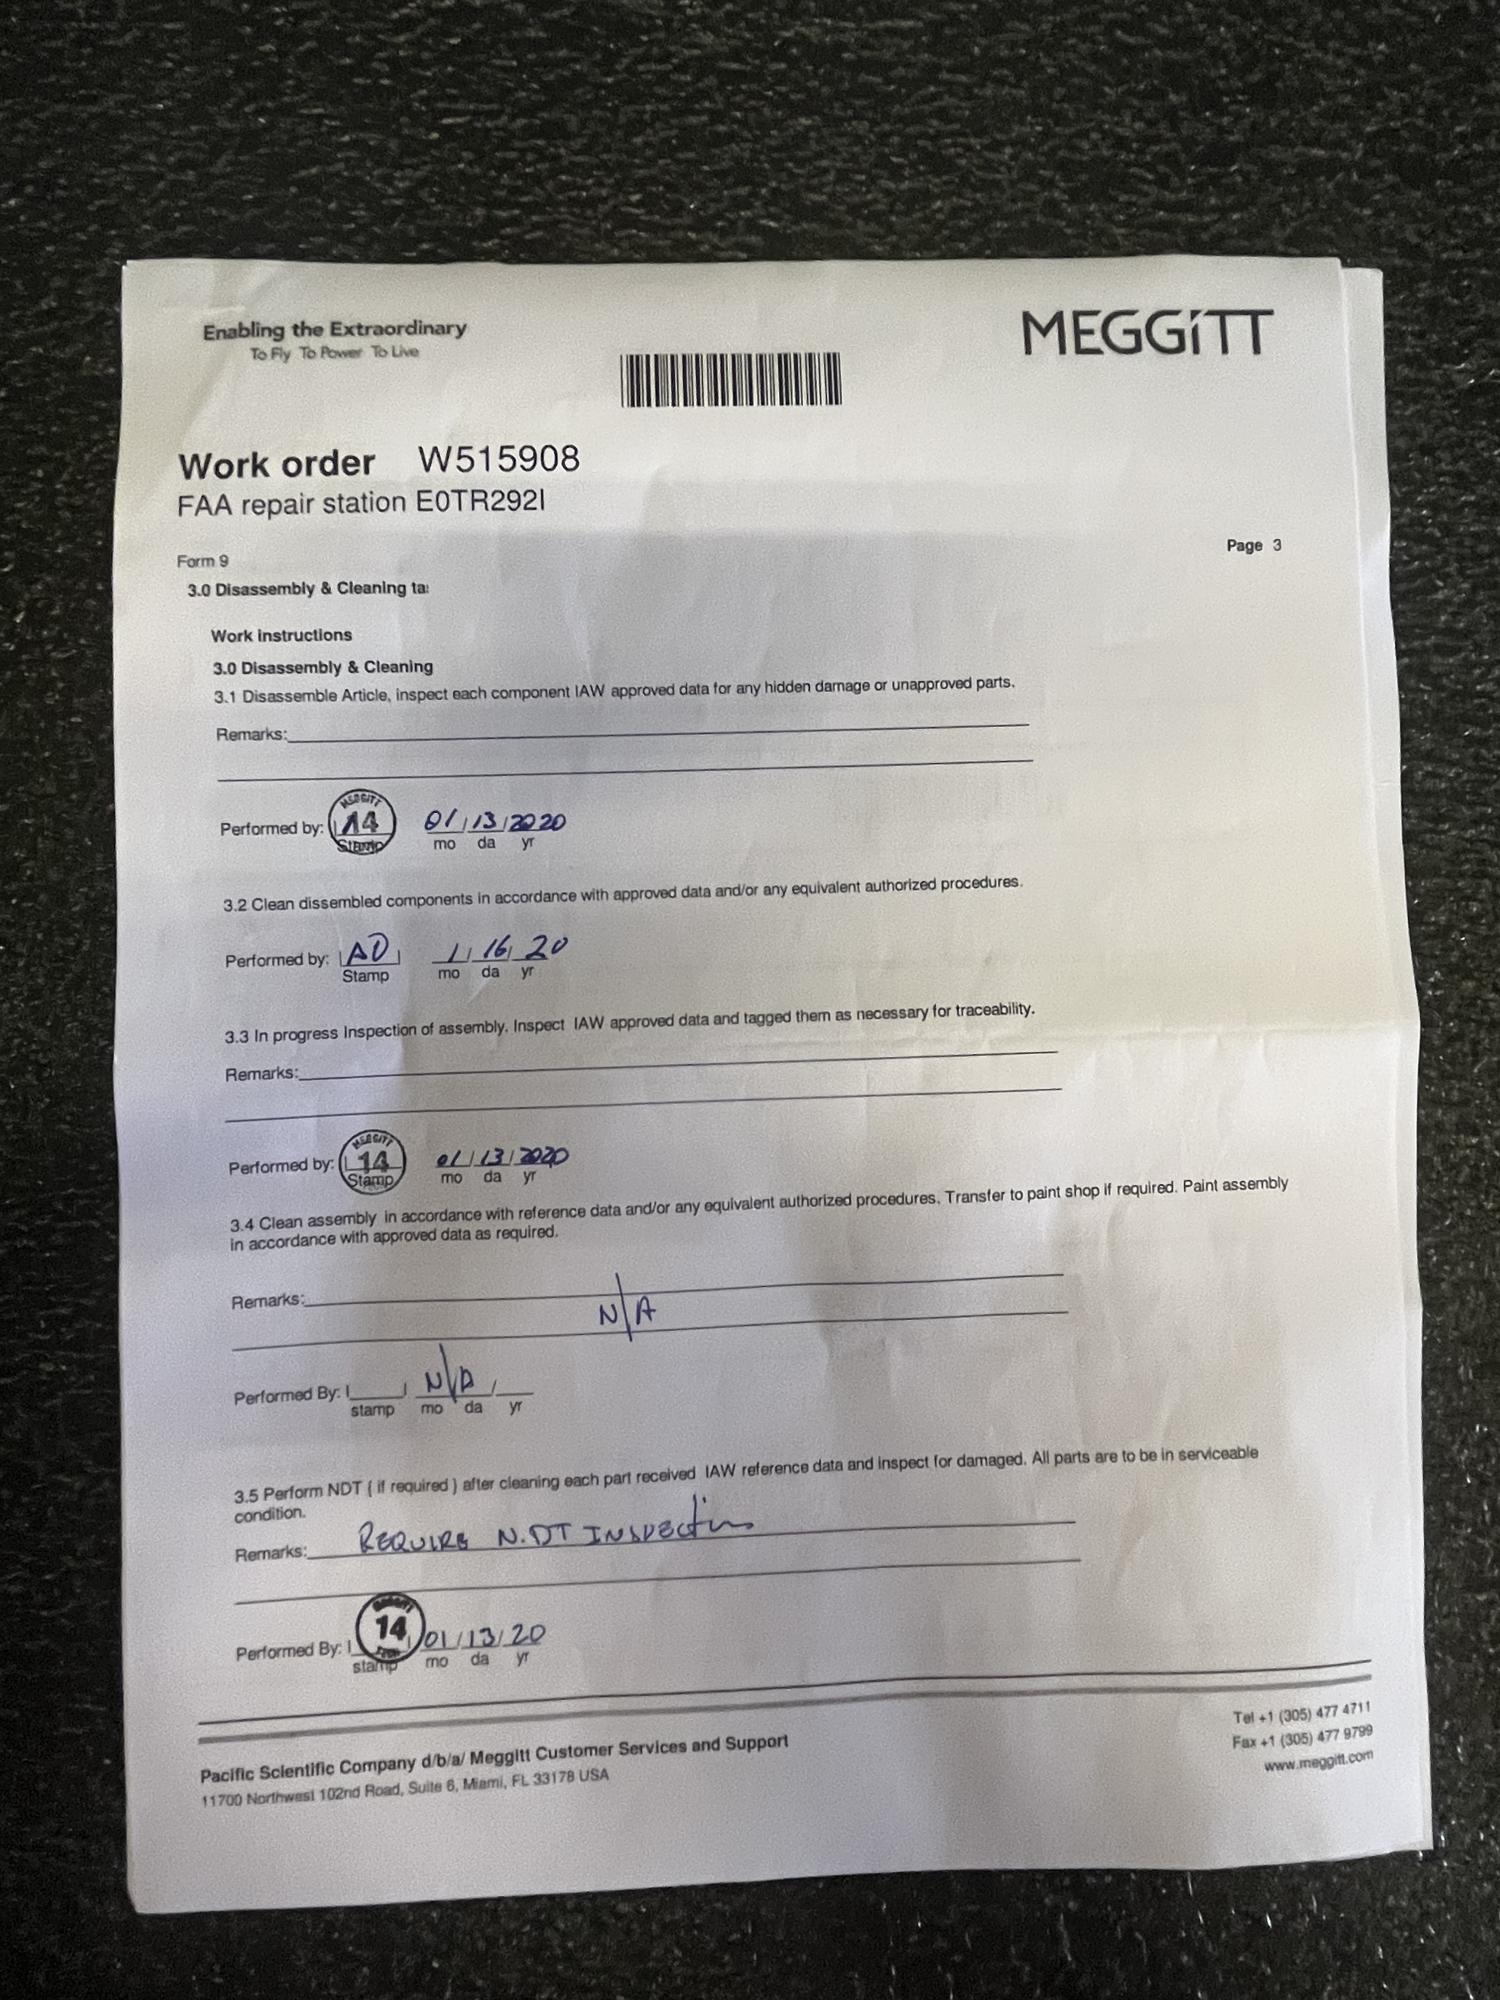 Enabling the Extraordinary
To Fly To Power To Live
MEGGiTT
Work order W515908
FAA repair station E0TR292I
Form 9
Page 3
3.0 Disassembly & Cleaning ta
Work instructions
3.0 Disassembly & Cleaning
3.1 Disassemble Article, inspect each component IAW approved data for any hidden damage or unapproved parts.
Remarks:
MEGGITT
Performed by: 14 01/13/2020
Stamp mo da yr
3.2 Clean dissembled components in accordance with approved data and/or any equivalent authorized procedures.
Performed by: AD 1/16/20
Stamp mo da yr
3.3 In progress Inspection of assembly. Inspect IAW approved data and tagged them as necessary for traceability.
Remarks:
MEGGITT
Performed by: 14 01/13/2020
Stamp mo da yr
3.4 Clean assembly in accordance with reference data and/or any equivalent authorized procedures. Transfer to paint shop if required. Paint assembly
in accordance with approved data as required.
Remarks:
N/A
Performed By: N/A
stamp mo da yr
3.5 Perform NDT ( if required ) after cleaning each part received IAW reference data and inspect for damaged. All parts are to be in serviceable
condition.
Remarks: REQUIRE N.DT INSPECTION
MEGGITT
Performed By: 14 01/13/20
stamp mo da yr
Pacific Scientific Company d/b/a/ Meggitt Customer Services and Support
11700 Northwest 102nd Road, Suite 6, Miami, FL 33178 USA
Tel +1 (305) 477 4711
Fax +1 (305) 477 9799
www.meggitt.com